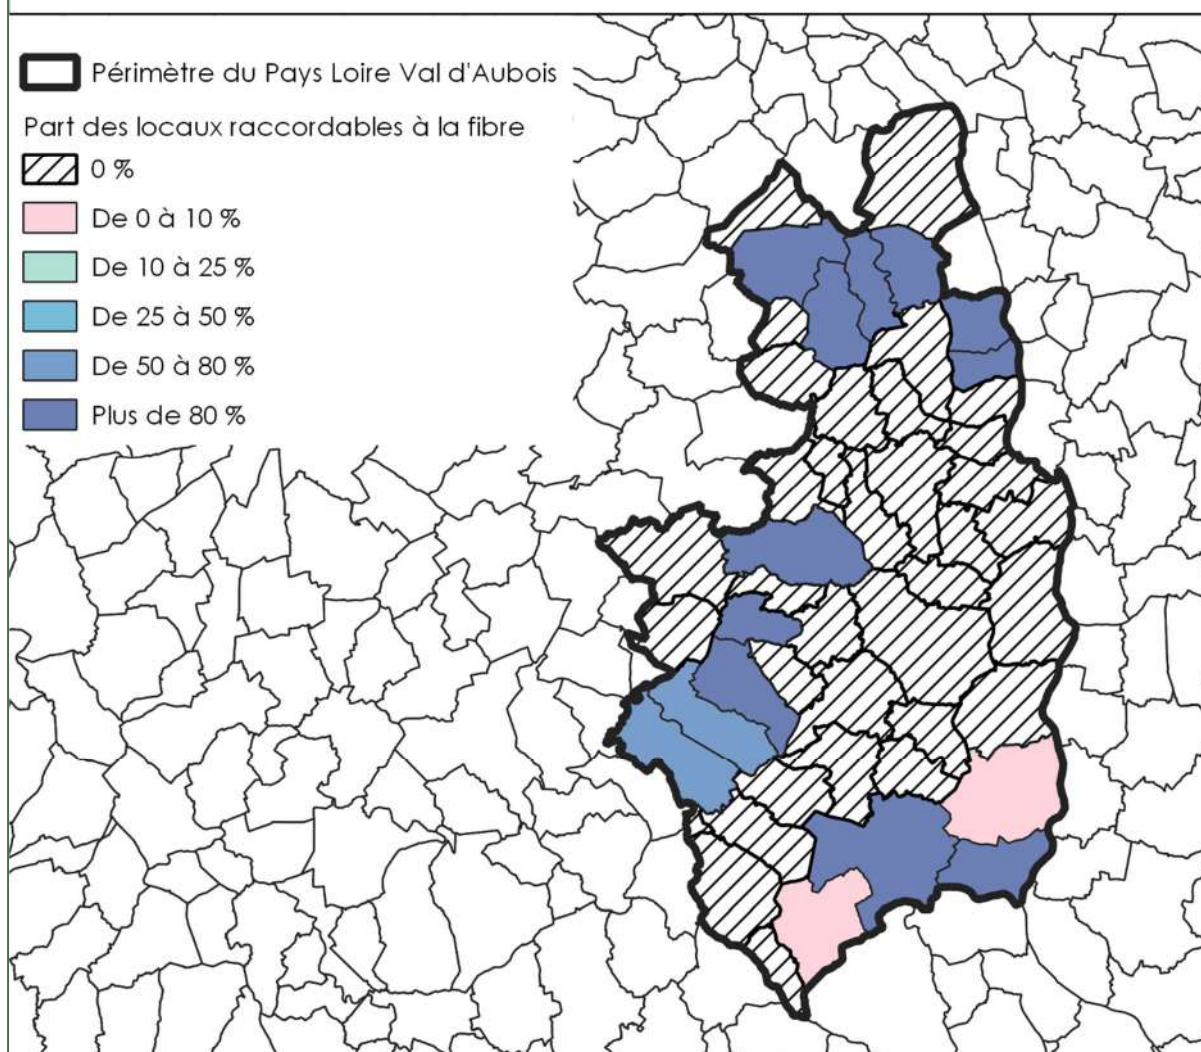 Périmètre du Pays Loire Val d'Aubois
Part des locaux raccordables à la fibre
0 %
De 0 à 10 %
De 10 à 25 %
De 25 à 50 %
De 50 à 80 %
Plus de 80 %